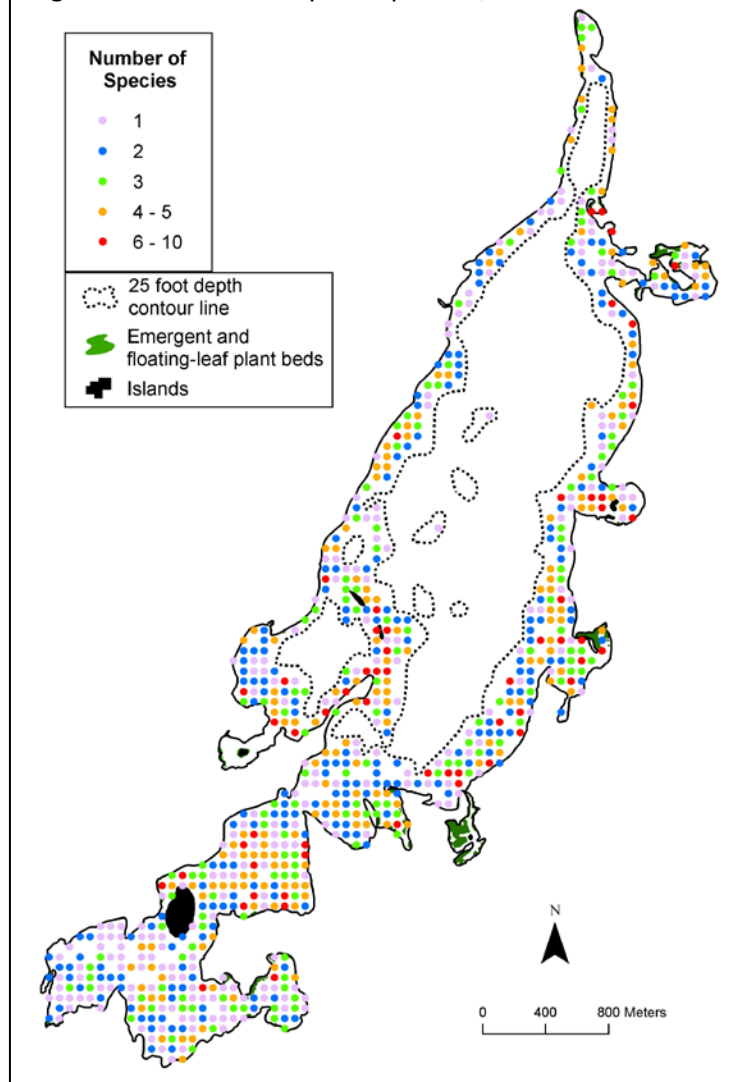 Number of
Species
1
2
3
4 - 5
6 - 10
25 foot depth
contour line
Emergent and
floating-leaf plant beds
Islands
N
0 400 800 Meters